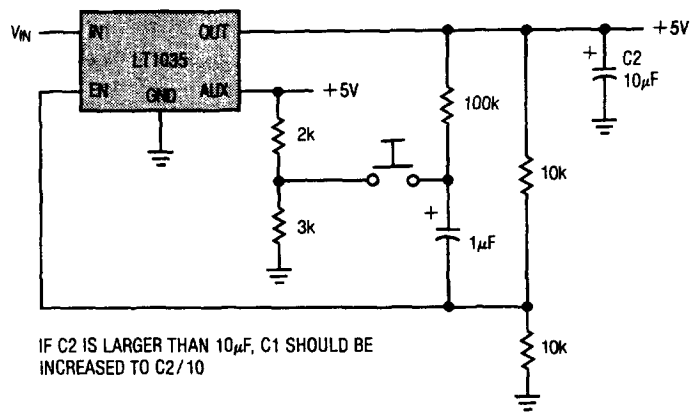 VIN
IN
OUT
LT1035
EN
GND
AUX
+5V
+5V
+
C2
10µF
2k
100k
10k
3k
+
1µF
10k
IF C2 IS LARGER THAN 10µF, C1 SHOULD BE
INCREASED TO C2/10